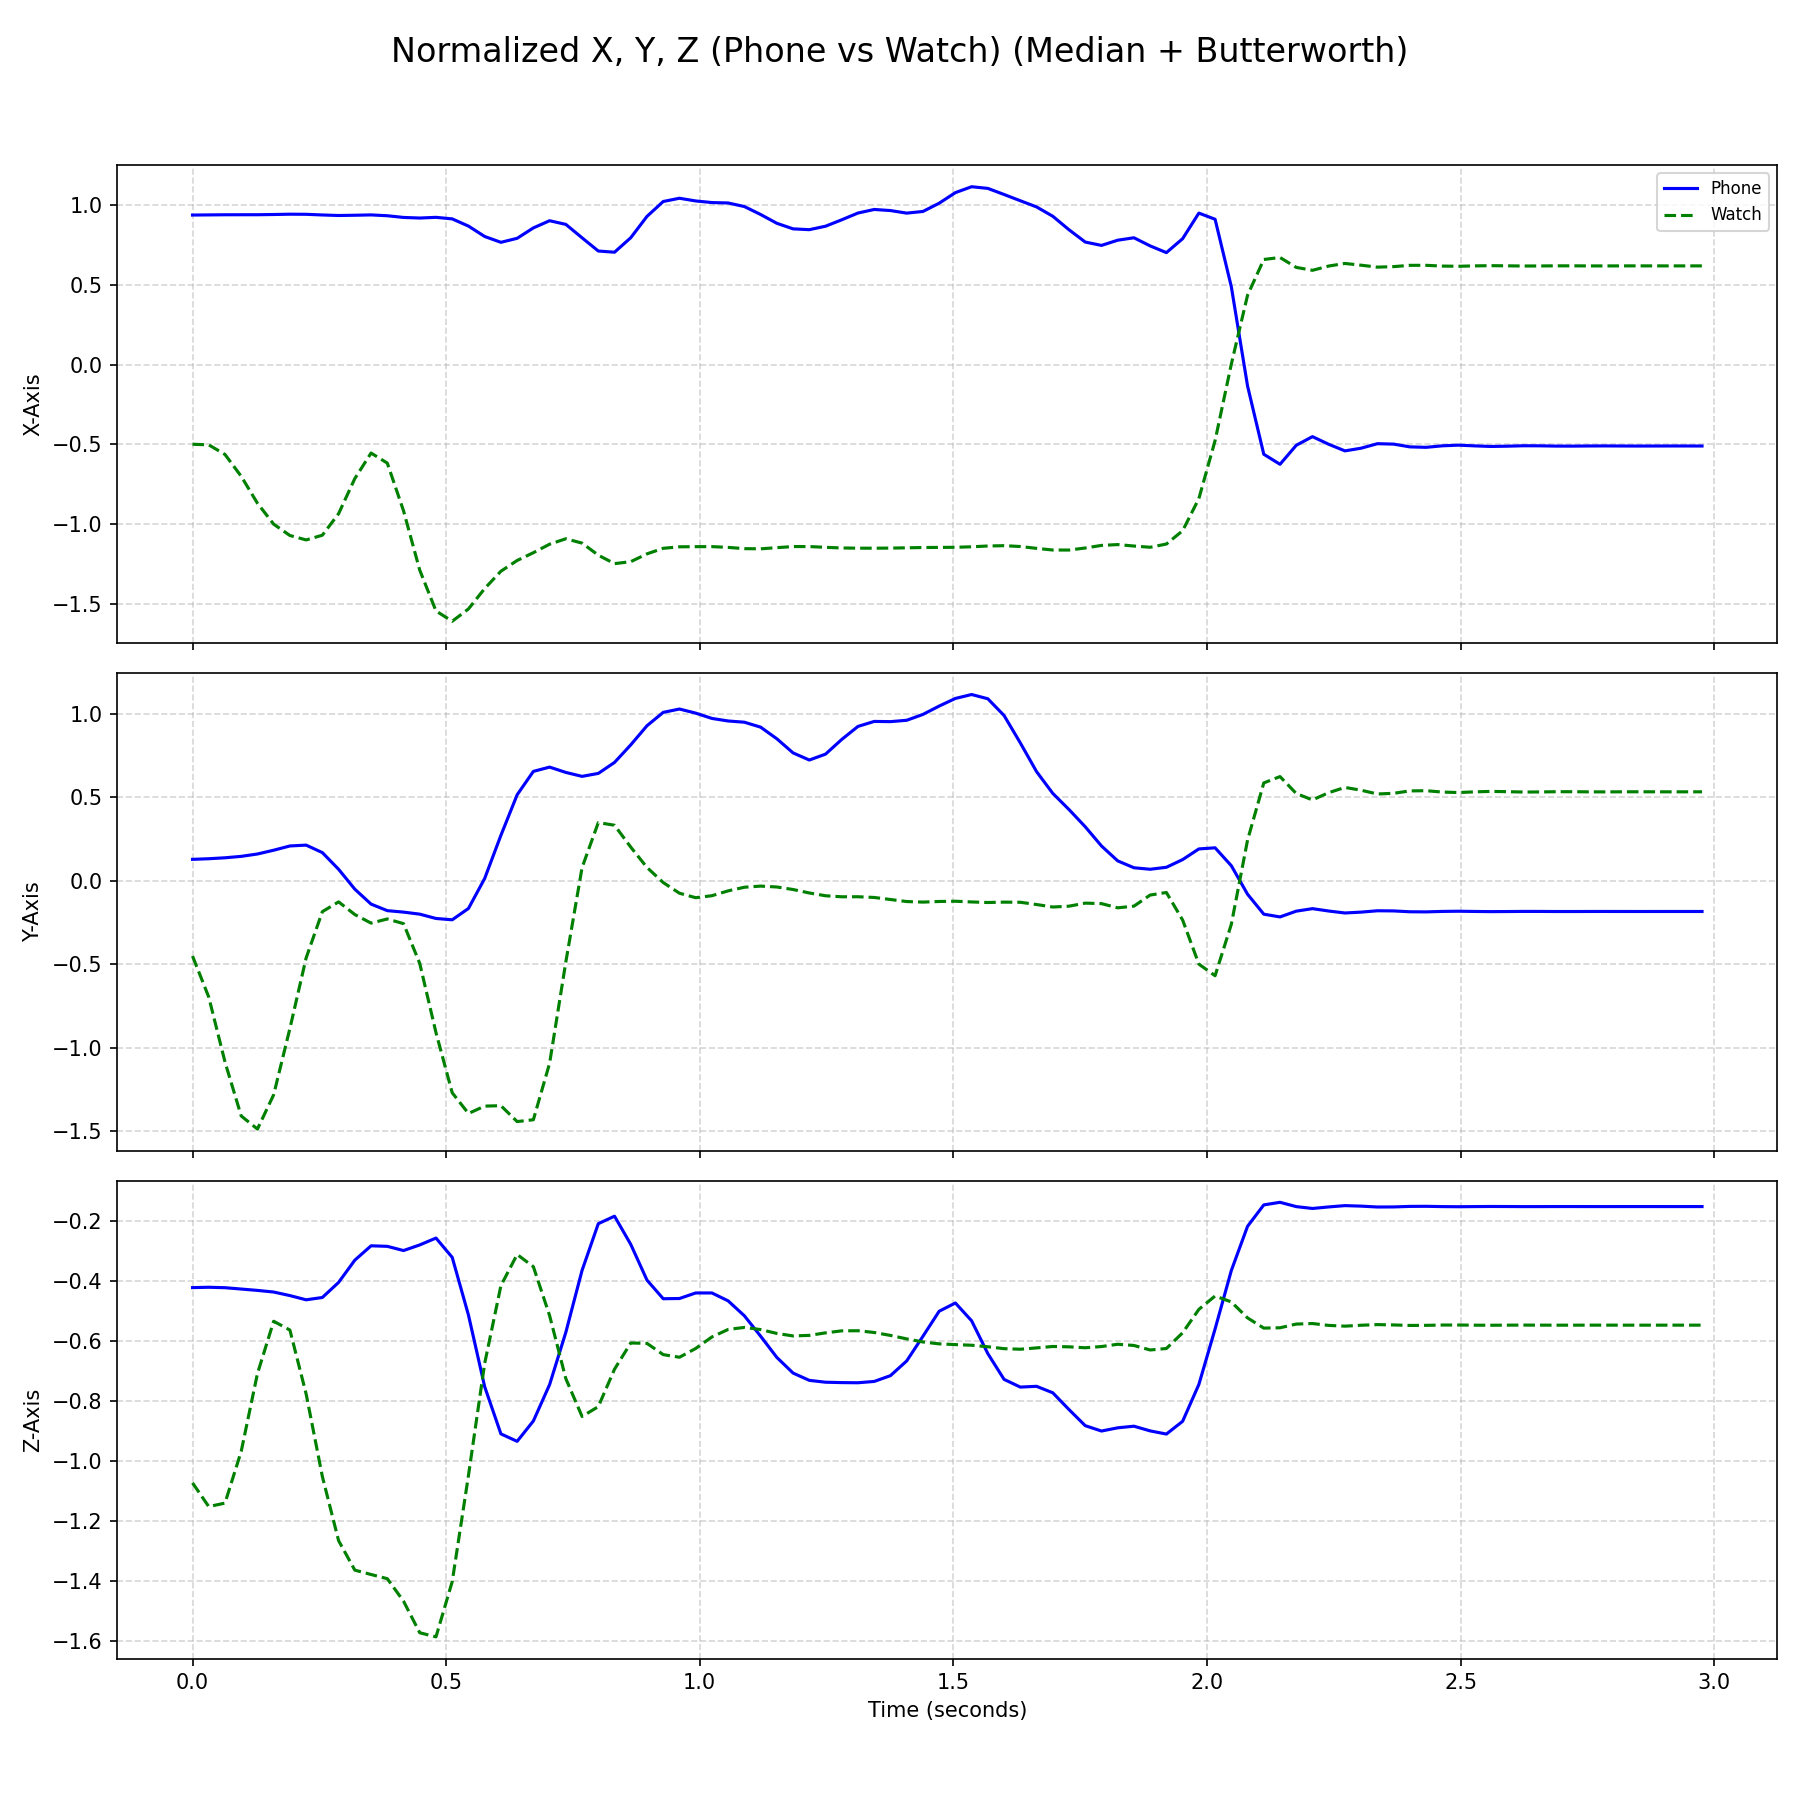 Normalized X, Y, Z (Phone vs Watch) (Median + Butterworth)
Phone
Watch
X-Axis
1.0
0.5
0.0
−0.5
−1.0
−1.5
Y-Axis
1.0
0.5
0.0
−0.5
−1.0
−1.5
Z-Axis
−0.2
−0.4
−0.6
−0.8
−1.0
−1.2
−1.4
−1.6
0.0 0.5 1.0 1.5 2.0 2.5 3.0
Time (seconds)